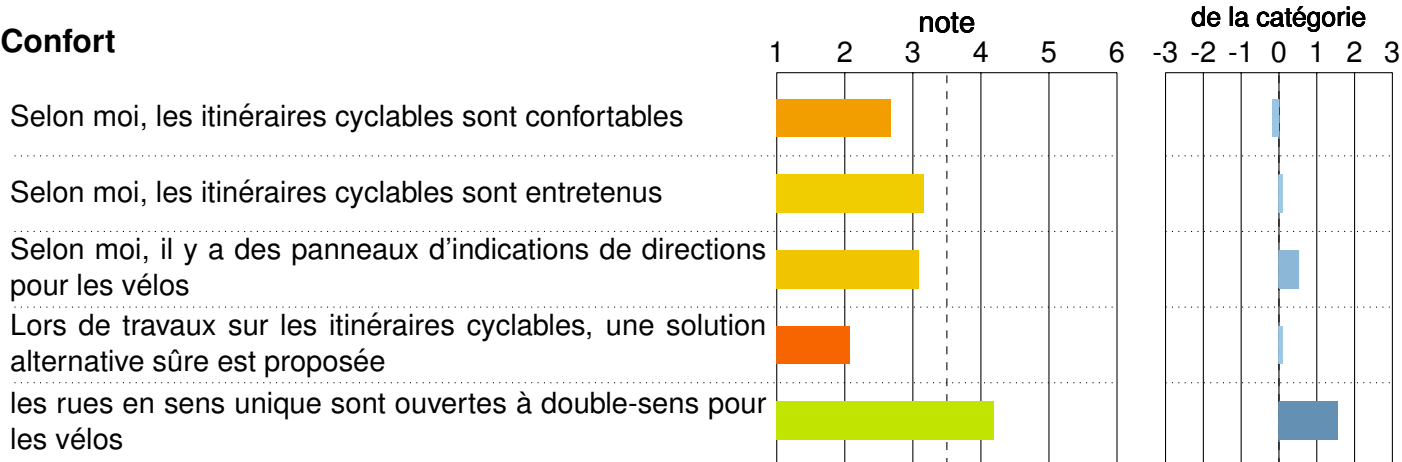 note
de la catégorie
Confort
1 2 3 4 5 6
-3 -2 -1 0 1 2 3
Selon moi, les itinéraires cyclables sont confortables
Selon moi, les itinéraires cyclables sont entretenus
Selon moi, il y a des panneaux d'indications de directions
pour les vélos
Lors de travaux sur les itinéraires cyclables, une solution
alternative sûre est proposée
les rues en sens unique sont ouvertes à double-sens pour
les vélos